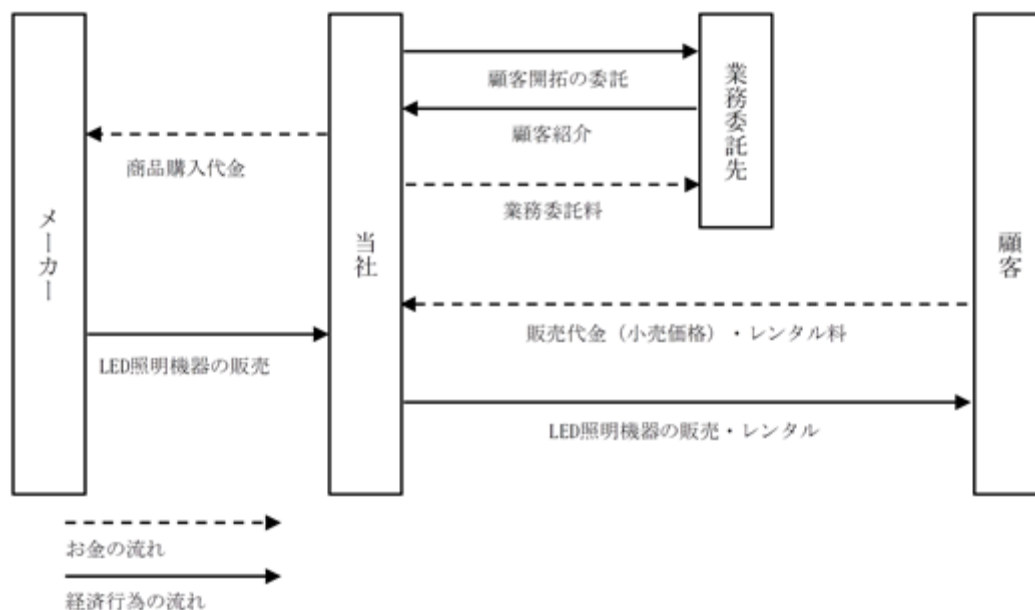 メーカー
当社
業務委託先
顧客
顧客開拓の委託
顧客紹介
商品購入代金
業務委託料
販売代金（小売価格）・レンタル料
LED照明機器の販売
LED照明機器の販売・レンタル
お金の流れ
経済行為の流れ